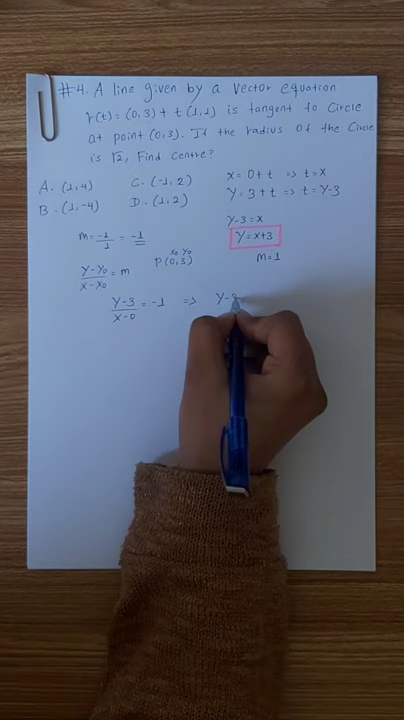 #4. A line given by a vector equation
r(t) = (0,3) + t (1,1) is tangent to Circle
at point (0,3). If the radius of the Circle
is √2, Find Centre?
A. (1,4) C. (-1,2)
B. (1,-4) D. (1,2)
x = 0+t => t=x
y = 3+t => t=y-3
y-3=x
y=x+3
m=1
m = -1/1 = -1
(y-y₀)/(x-x₀) = m
x₀ y₀
P(0,3)
(y-3)/(x-0) = -1 => y-3